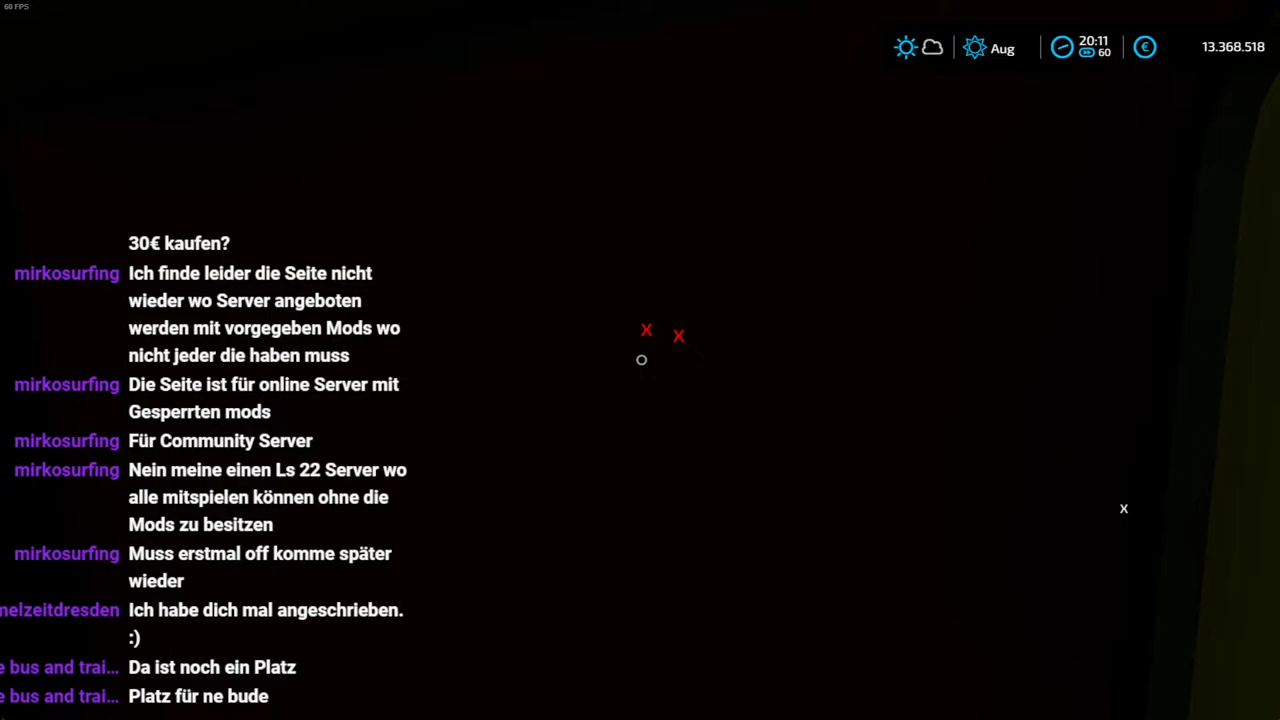 60 FPS
Aug
20:11
60
€
13.368.518
30€ kaufen?
mirkosurfing Ich finde leider die Seite nicht
wieder wo Server angeboten
werden mit vorgegeben Mods wo
nicht jeder die haben muss
mirkosurfing Die Seite ist für online Server mit
Gesperrten mods
mirkosurfing Für Community Server
mirkosurfing Nein meine einen Ls 22 Server wo
alle mitspielen können ohne die
Mods zu besitzen
mirkosurfing Muss erstmal off komme später
wieder
melzeitdresden Ich habe dich mal angeschrieben.
:)
e bus and trai... Da ist noch ein Platz
e bus and trai... Platz für ne bude
X X
X